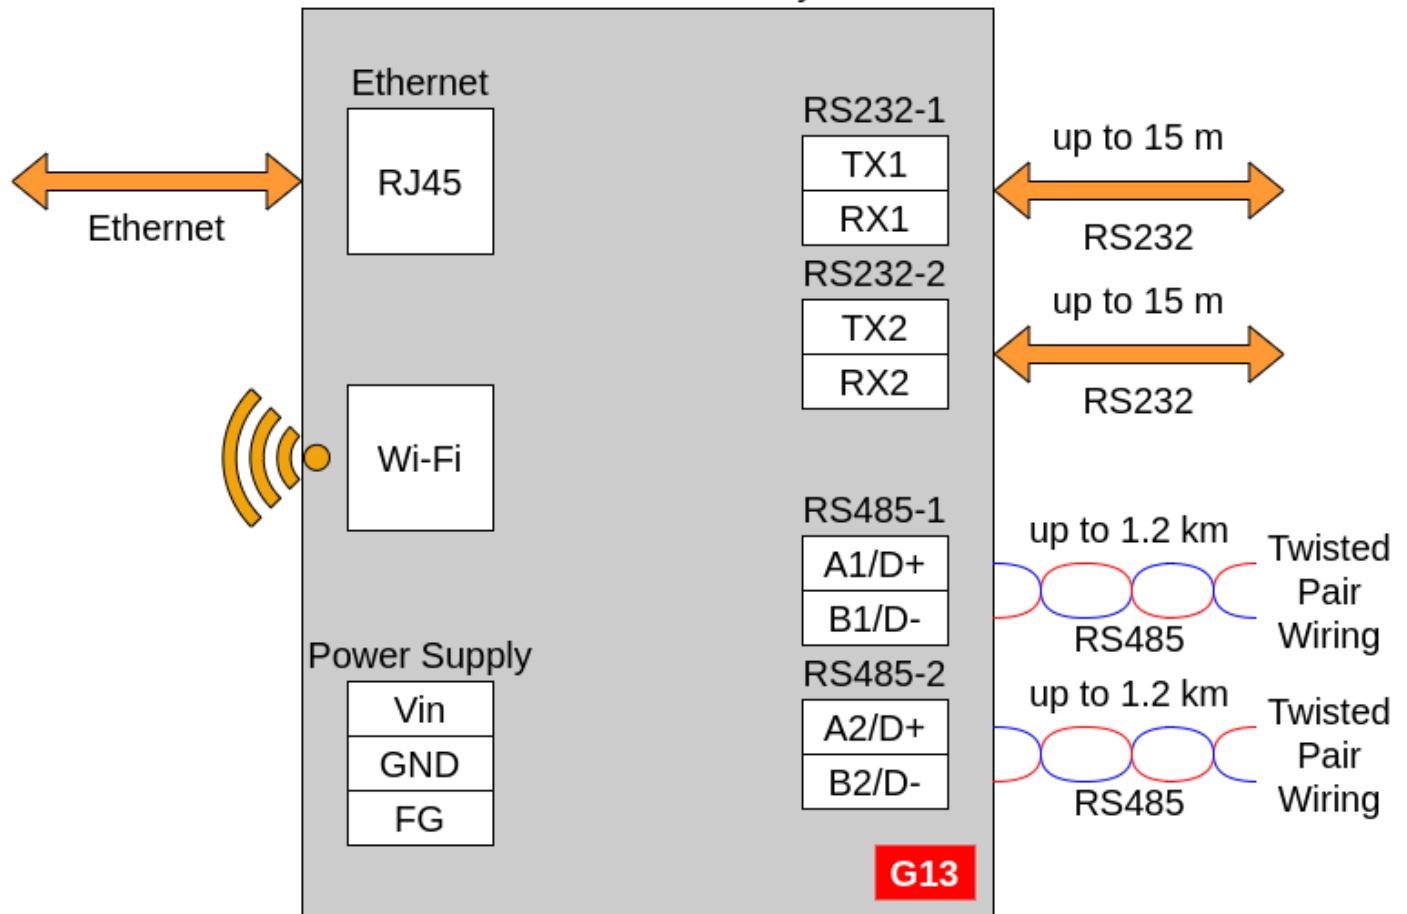 Ethernet
RJ45
Ethernet
Wi-Fi
Power Supply
Vin
GND
FG
RS232-1
TX1
RX1
up to 15 m
RS232
RS232-2
TX2
RX2
up to 15 m
RS232
RS485-1
A1/D+
B1/D-
up to 1.2 km
RS485
Twisted
Pair
Wiring
RS485-2
A2/D+
B2/D-
up to 1.2 km
RS485
Twisted
Pair
Wiring
G13